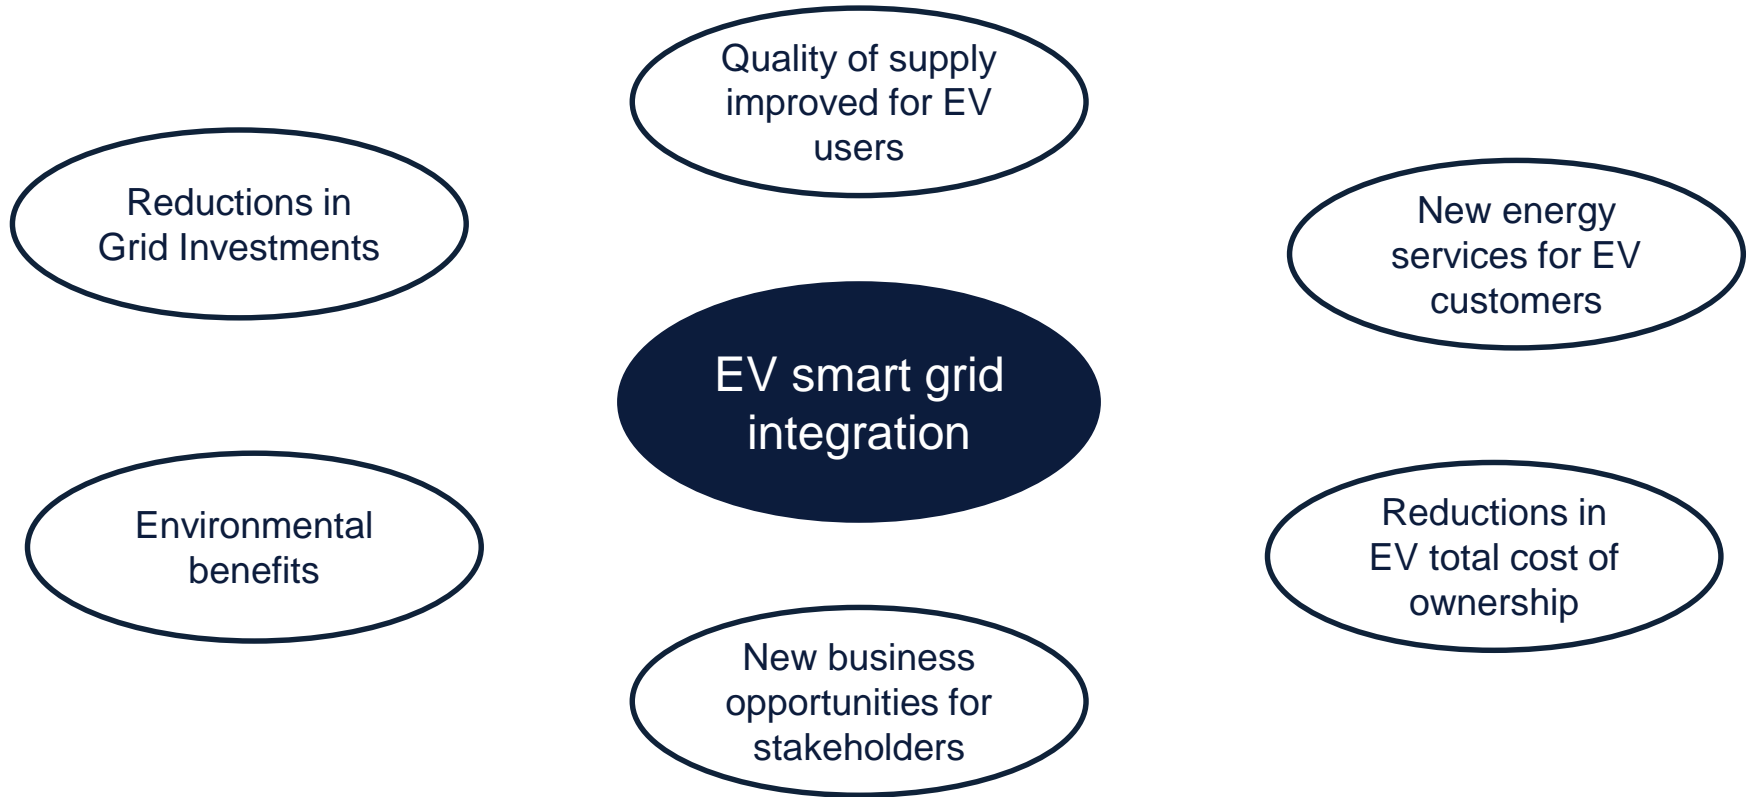 Quality of supply
improved for EV
users
Reductions in
Grid Investments
New energy
services for EV
customers
EV smart grid
integration
Environmental
benefits
Reductions in
EV total cost of
ownership
New business
opportunities for
stakeholders